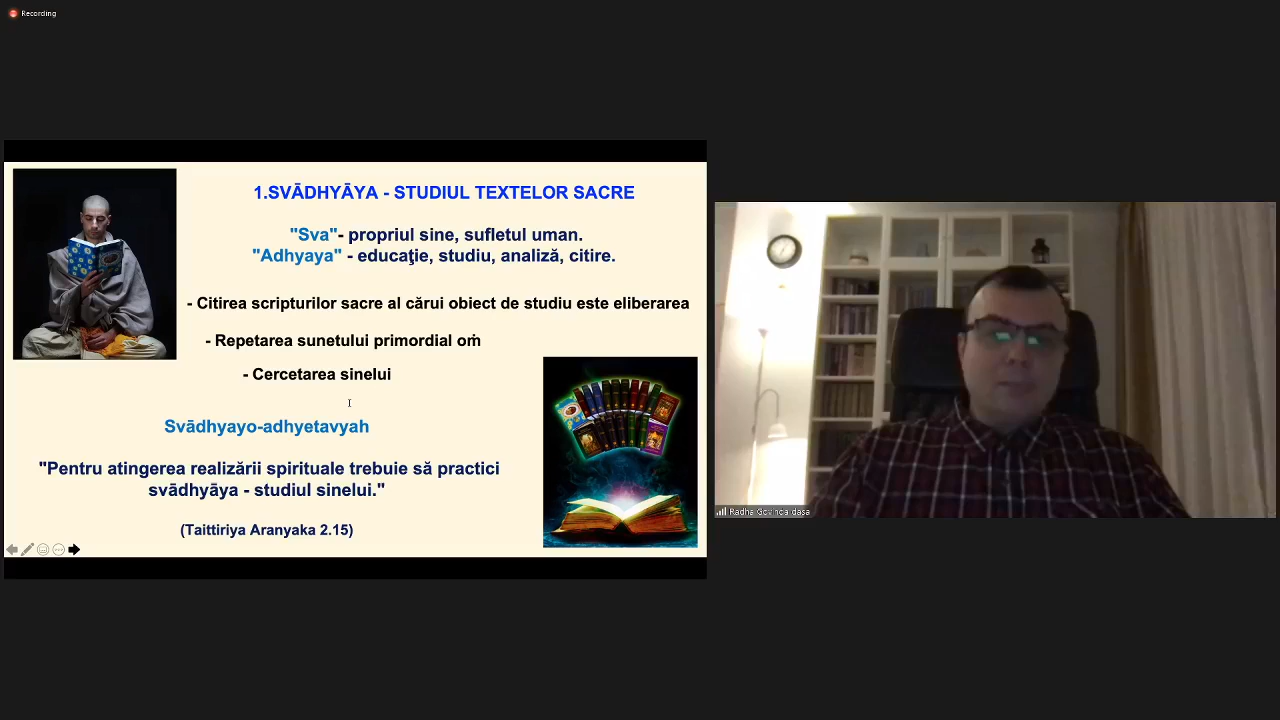 Recording
1.SVĀDHYĀYA - STUDIUL TEXTELOR SACRE
"Sva"- propriul sine, sufletul uman.
"Adhyaya" - educaţie, studiu, analiză, citire.
- Citirea scripturilor sacre al cărui obiect de studiu este eliberarea
- Repetarea sunetului primordial oṁ
- Cercetarea sinelui
Svādhyayo-adhyetavyah
"Pentru atingerea realizării spirituale trebuie să practici
svādhyāya - studiul sinelui."
(Taittiriya Aranyaka 2.15)
Radha Govinda dasa